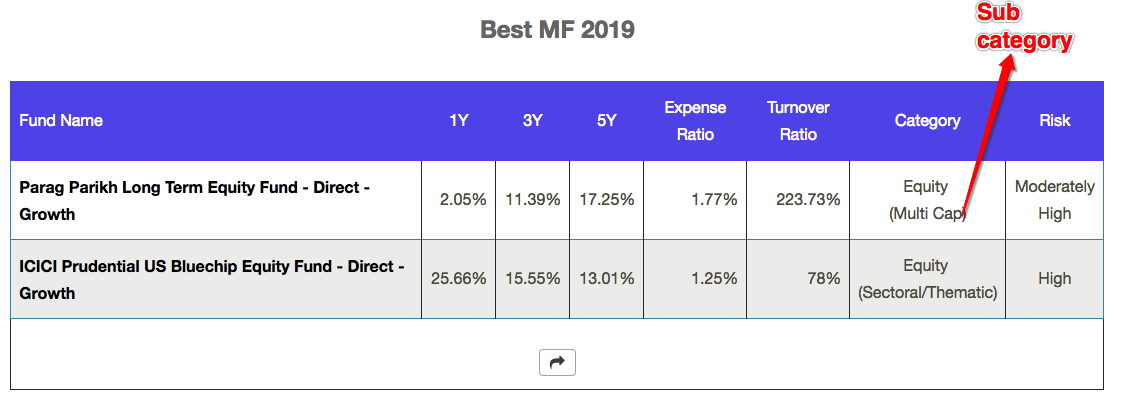 Best MF 2019
Sub
category
Fund Name
1Y
3Y
5Y
Expense
Ratio
Turnover
Ratio
Category
Risk
Parag Parikh Long Term Equity Fund - Direct -
Growth
2.05%
11.39%
17.25%
1.77%
223.73%
Equity
(Multi Cap)
Moderately
High
ICICI Prudential US Bluechip Equity Fund - Direct -
Growth
25.66%
15.55%
13.01%
1.25%
78%
Equity
(Sectoral/Thematic)
High